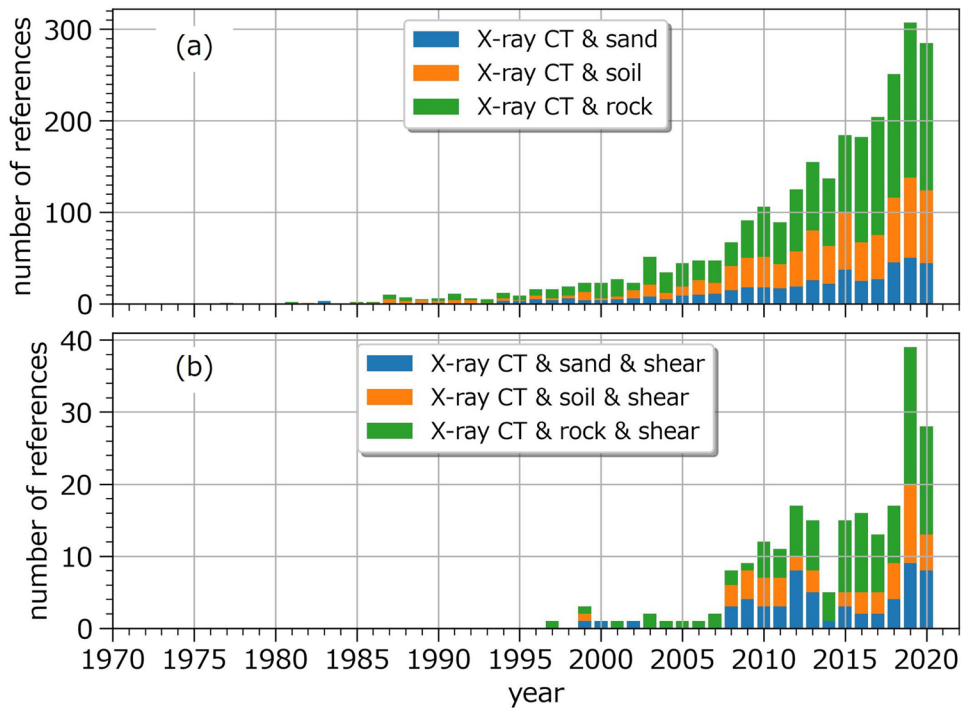 (a)
X-ray CT & sand
X-ray CT & soil
X-ray CT & rock
number of references
300
200
100
0
(b)
X-ray CT & sand & shear
X-ray CT & soil & shear
X-ray CT & rock & shear
number of references
40
30
20
10
0
1970 1975 1980 1985 1990 1995 2000 2005 2010 2015 2020
year